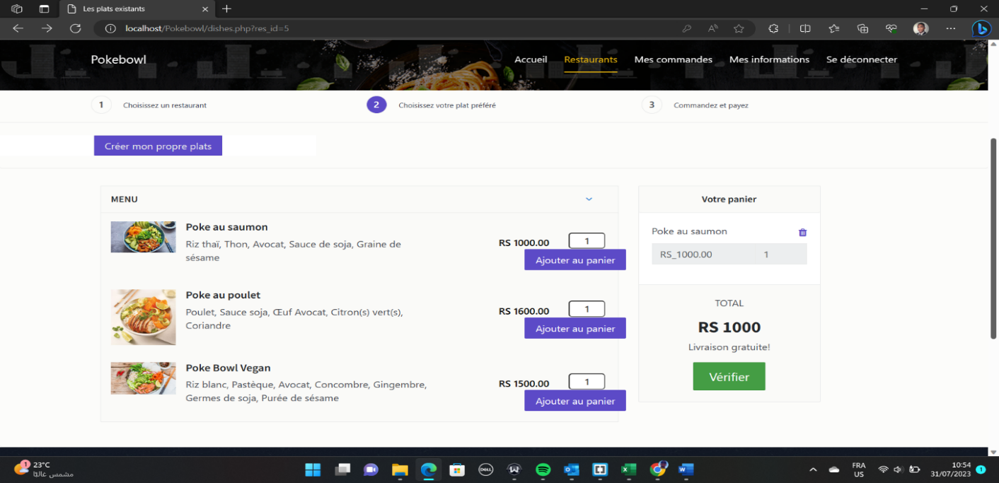 Les plats existants
localhost/Pokebowl/dishes.php?res_id=5
Pokebowl
Accueil
Restaurants
Mes commandes
Mes informations
Se déconnecter
1
Choisissez un restaurant
2
Choisissez votre plat préféré
3
Commandez et payez
Créer mon propre plats
MENU
Poke au saumon
Riz thaï, Thon, Avocat, Sauce de soja, Graine de
sésame
RS 1000.00
1
Ajouter au panier
Poke au poulet
Poulet, Sauce soja, Œuf Avocat, Citron(s) vert(s),
Coriandre
RS 1600.00
1
Ajouter au panier
Poke Bowl Vegan
Riz blanc, Pastèque, Avocat, Concombre, Gingembre,
Germes de soja, Purée de sésame
RS 1500.00
1
Ajouter au panier
Votre panier
Poke au saumon
RS_1000.00
1
TOTAL
RS 1000
Livraison gratuite!
Vérifier
1
23°C
مشمس غالبًا
DELL
FRA
US
10:54
31/07/2023
1